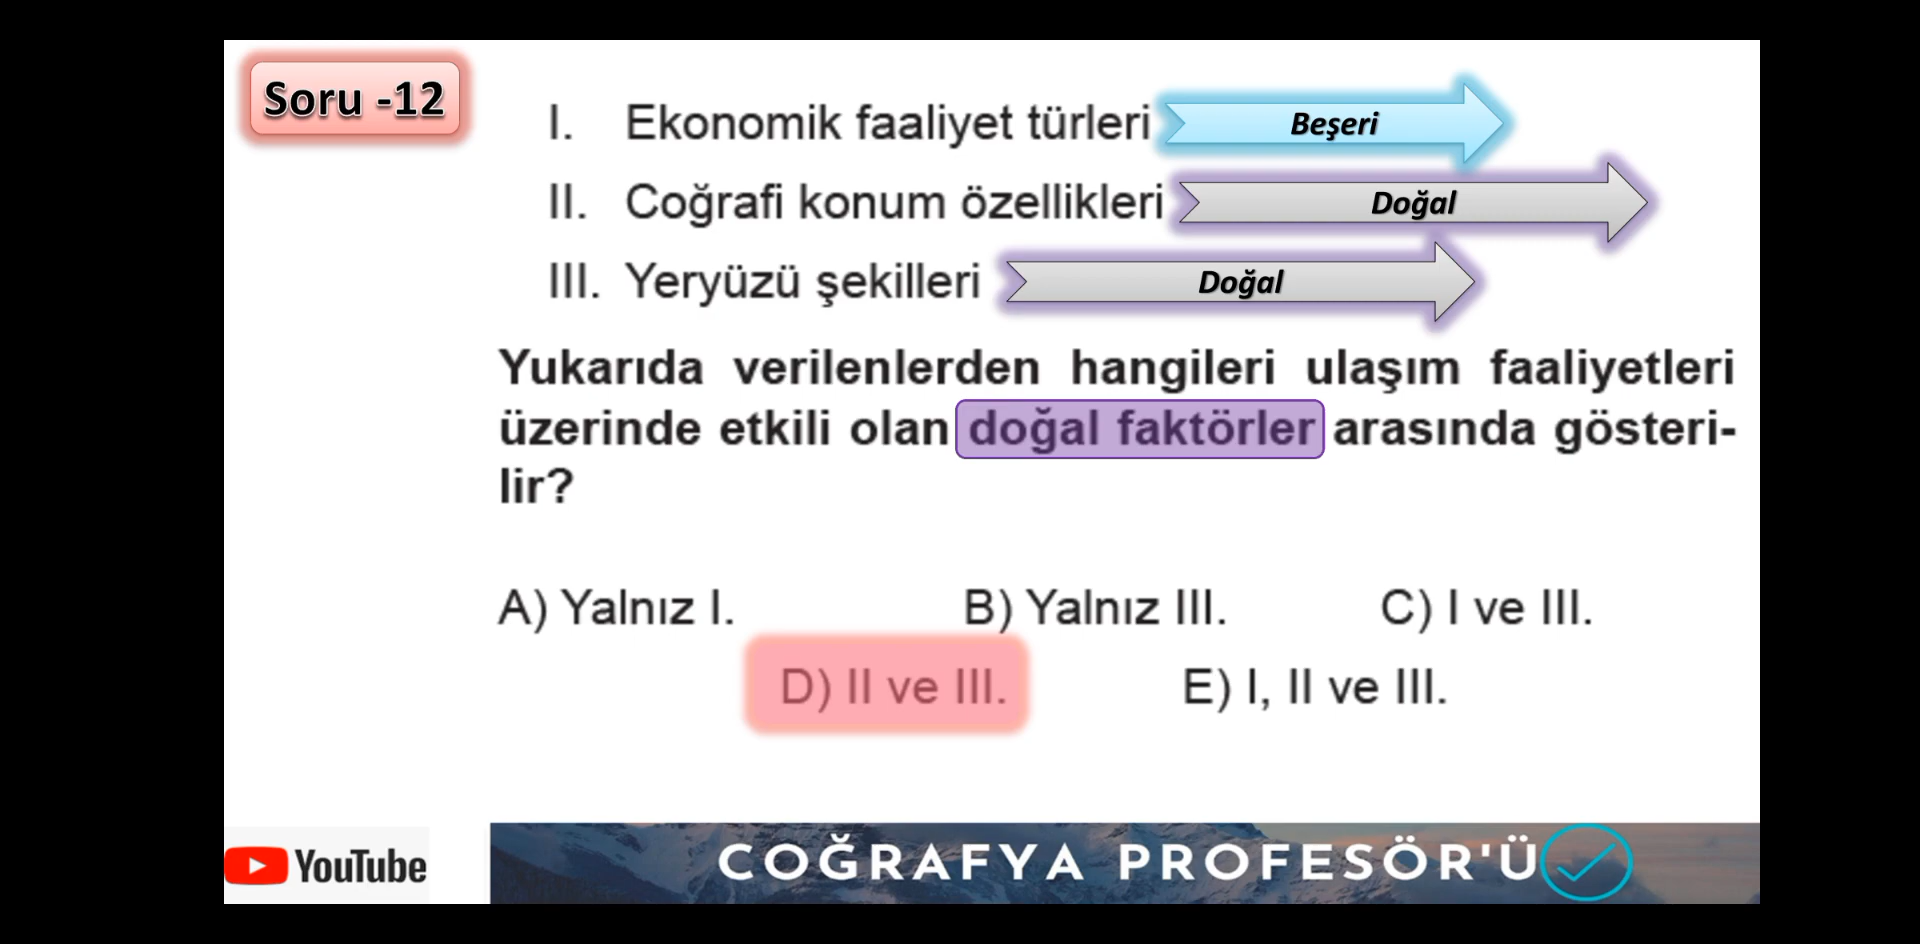 Soru -12
I. Ekonomik faaliyet türleri Beşeri
II. Coğrafi konum özellikleri Doğal
III. Yeryüzü şekilleri Doğal
Yukarıda verilenlerden hangileri ulaşım faaliyetleri
üzerinde etkili olan doğal faktörler arasında gösteri-
lir?
A) Yalnız I. B) Yalnız III. C) I ve III.
D) II ve III. E) I, II ve III.
YouTube COĞRAFYA PROFESÖR'Ü